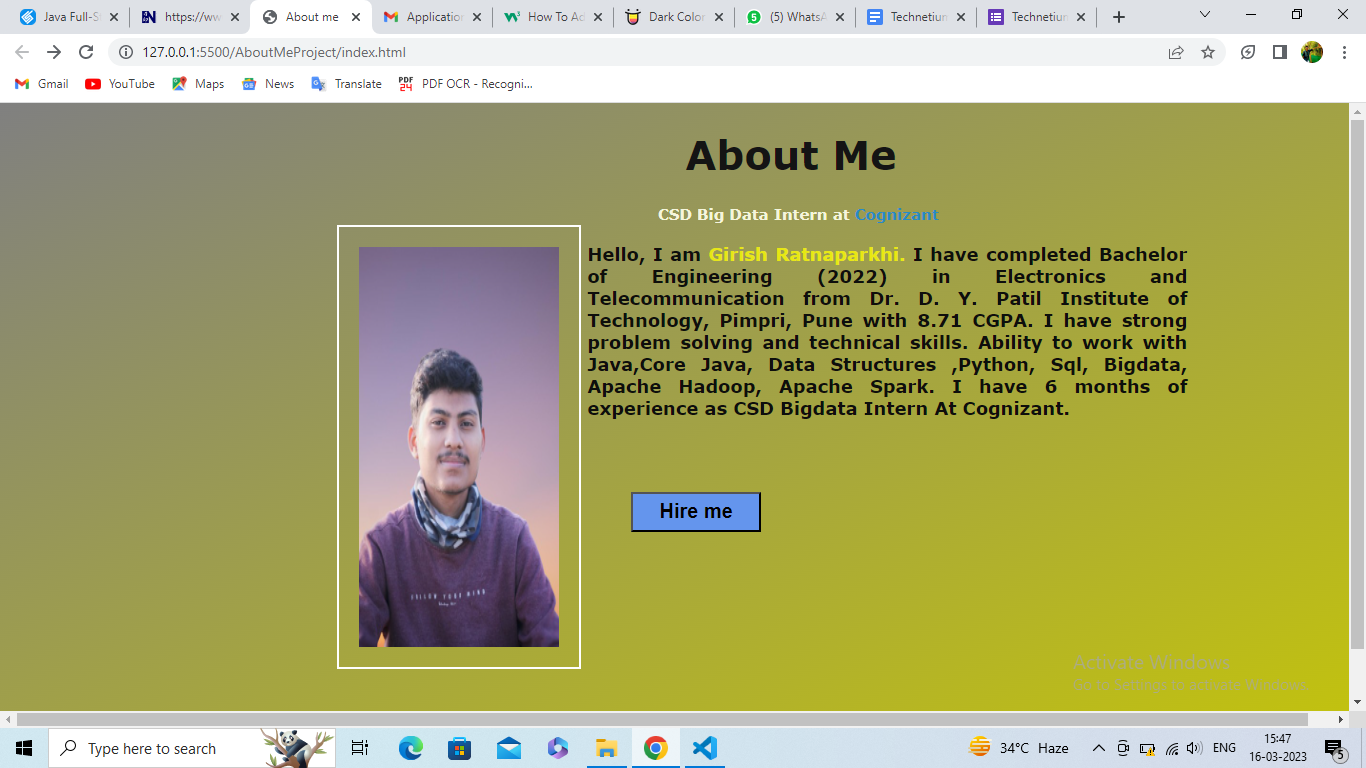 Java Full-St
https://ww
About me
Application
How To Ad
Dark Color
(5) WhatsA
Technetium
Technetium
127.0.0.1:5500/AboutMeProject/index.html
Gmail
YouTube
Maps
News
Translate
PDF OCR - Recogni...
About Me
CSD Big Data Intern at Cognizant
Hello, I am Girish Ratnaparkhi. I have completed Bachelor
of Engineering (2022) in Electronics and
Telecommunication from Dr. D. Y. Patil Institute of
Technology, Pimpri, Pune with 8.71 CGPA. I have strong
problem solving and technical skills. Ability to work with
Java,Core Java, Data Structures ,Python, Sql, Bigdata,
Apache Hadoop, Apache Spark. I have 6 months of
experience as CSD Bigdata Intern At Cognizant.
Hire me
FOLLOW YOUR MIND
Activate Windows
Go to Settings to activate Windows.
Type here to search
34°C Haze
ENG
15:47
16-03-2023
5